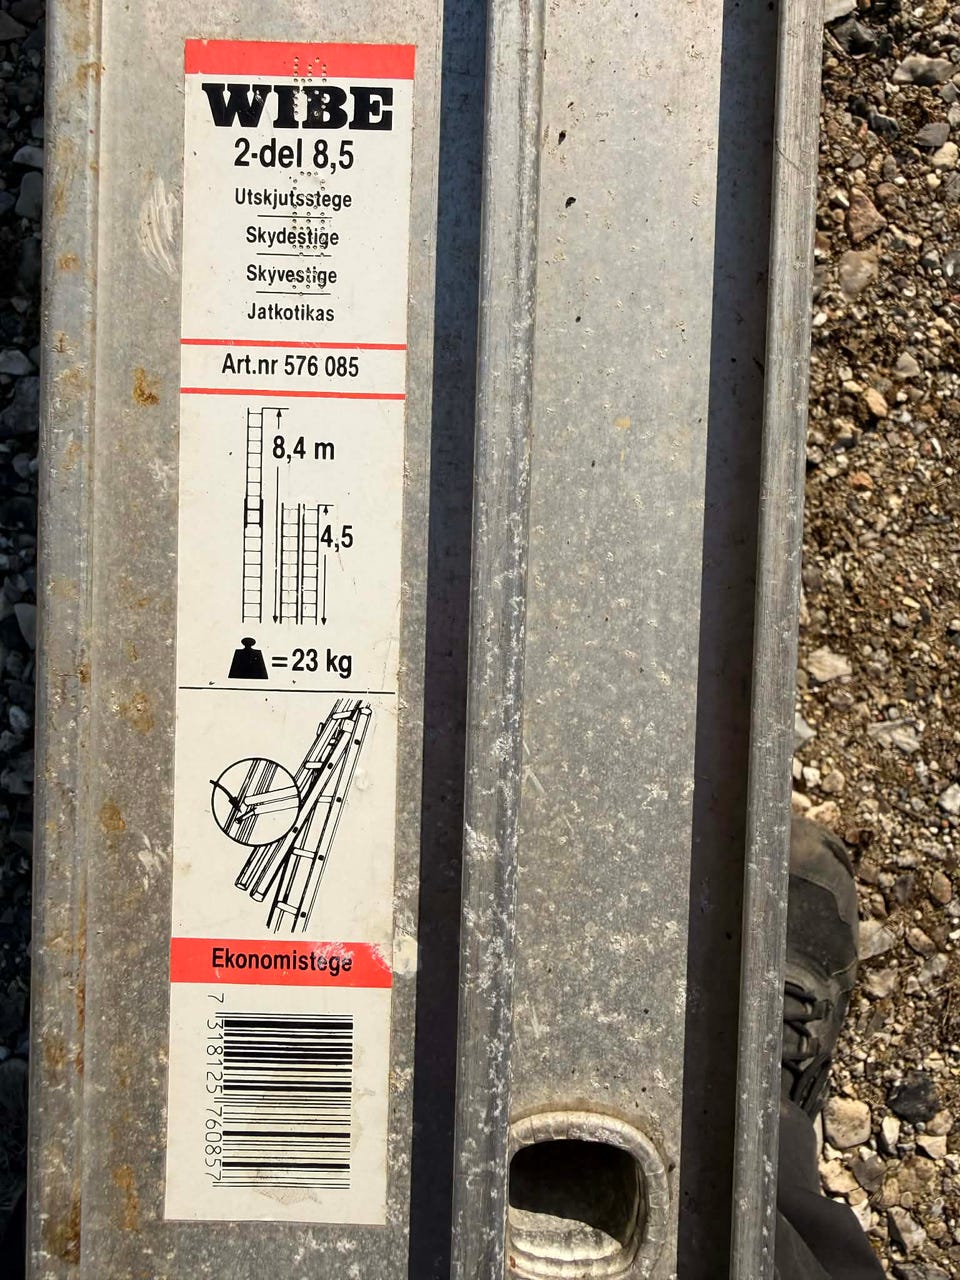 WIBE
2-del 8,5
Utskjutsstege
Skydestige
Skyvestige
Jatkotikas
Art.nr 576 085
8,4 m
4,5
=23 kg
Ekonomistege
7 318125 760857